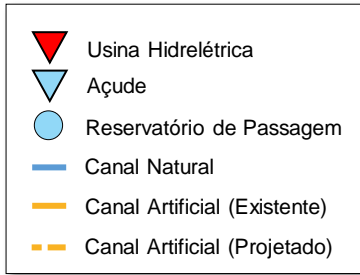 Usina Hidrelétrica
Açude
Reservatório de Passagem
Canal Natural
Canal Artificial (Existente)
Canal Artificial (Projetado)